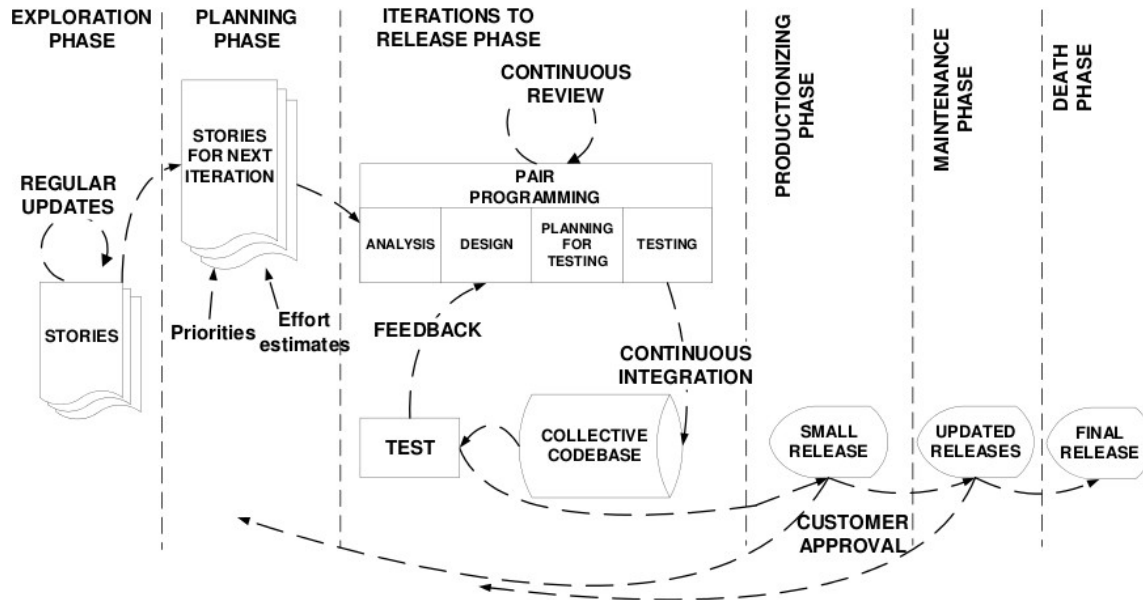 EXPLORATION
PHASE
PLANNING
PHASE
ITERATIONS TO
RELEASE PHASE
PRODUCTIONIZING
PHASE
MAINTENANCE
PHASE
DEATH
PHASE
CONTINUOUS
REVIEW
STORIES
FOR NEXT
ITERATION
REGULAR
UPDATES
PAIR
PROGRAMMING
ANALYSIS
DESIGN
PLANNING
FOR
TESTING
TESTING
STORIES
Priorities
Effort
estimates
FEEDBACK
CONTINUOUS
INTEGRATION
TEST
COLLECTIVE
CODEBASE
SMALL
RELEASE
UPDATED
RELEASES
FINAL
RELEASE
CUSTOMER
APPROVAL